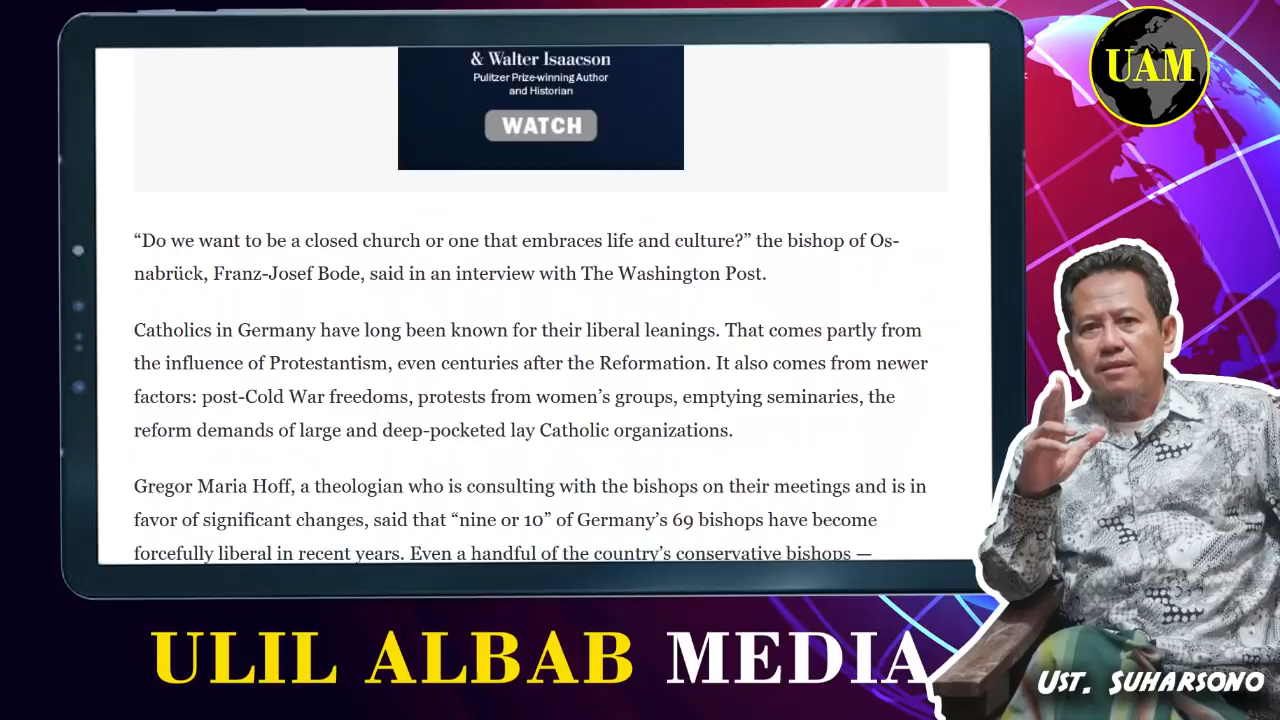 & Walter Isaacson
Pulitzer Prize-winning Author
and Historian
WATCH
UAM
“Do we want to be a closed church or one that embraces life and culture?” the bishop of Os-
nabrück, Franz-Josef Bode, said in an interview with The Washington Post.
Catholics in Germany have long been known for their liberal leanings. That comes partly from
the influence of Protestantism, even centuries after the Reformation. It also comes from newer
factors: post-Cold War freedoms, protests from women’s groups, emptying seminaries, the
reform demands of large and deep-pocketed lay Catholic organizations.
Gregor Maria Hoff, a theologian who is consulting with the bishops on their meetings and is in
favor of significant changes, said that “nine or 10” of Germany’s 69 bishops have become
forcefully liberal in recent years. Even a handful of the country’s conservative bishops —
ULIL ALBAB MEDIA
UST. SUHARSONO